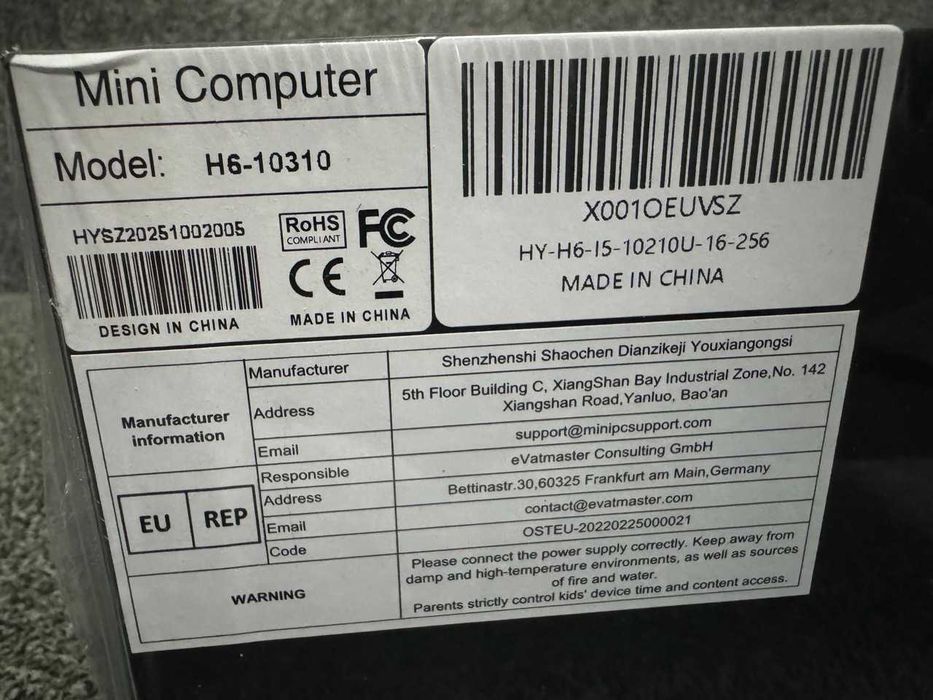 Mini Computer
Model: H6-10310
HYSZ20251002005
RoHS
COMPLIANT
FC
CE
DESIGN IN CHINA
MADE IN CHINA
X001OEUVSZ
HY-H6-I5-10210U-16-256
MADE IN CHINA
Manufacturer information
Manufacturer
Shenzhenshi Shaochen Dianzikeji Youxiangongsi
Address
5th Floor Building C, XiangShan Bay Industrial Zone,No. 142
Xiangshan Road,Yanluo, Bao'an
Email
support@minipcsupport.com
EU REP
Responsible
eVatmaster Consulting GmbH
Address
Bettinastr.30,60325 Frankfurt am Main,Germany
Email
contact@evatmaster.com
Code
OSTEU-20220225000021
WARNING
Please connect the power supply correctly. Keep away from
damp and high-temperature environments, as well as sources
of fire and water.
Parents strictly control kids' device time and content access.